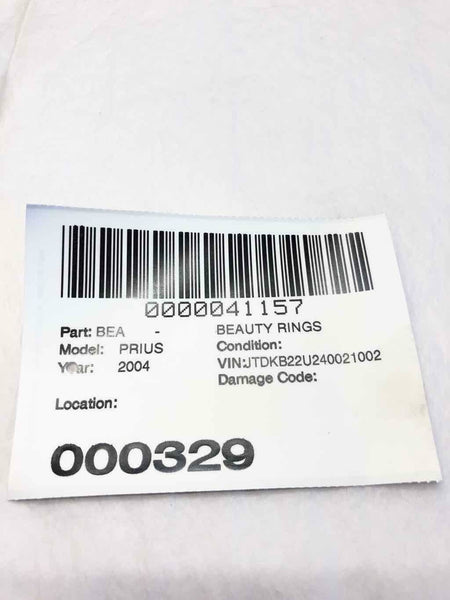 0000041157
Part: BEA - BEAUTY RINGS
Model: PRIUS Condition:
Year: 2004 VIN:JTDKB22U240021002
Damage Code:
Location:
000329